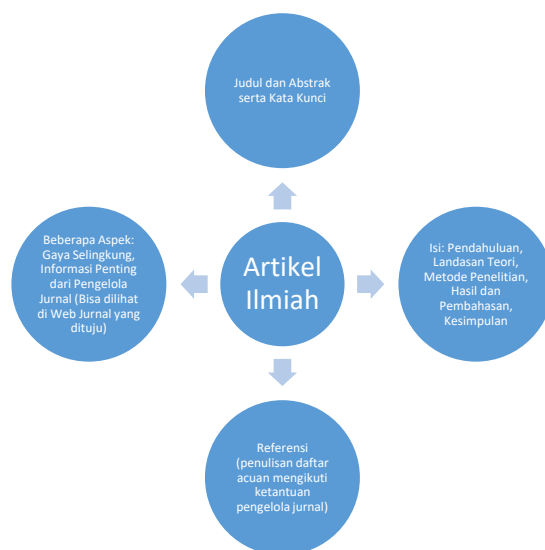 Judul dan Abstrak
serta Kata Kunci
Beberapa Aspek:
Gaya Selingkung,
Informasi Penting
dari Pengelola
Jurnal (Bisa dilihat
di Web Jurnal yang
dituju)
Artikel
Ilmiah
Isi: Pendahuluan,
Landasan Teori,
Metode Penelitian,
Hasil dan
Pembahasan,
Kesimpulan
Referensi
(penulisan daftar
acuan mengikuti
ketantuan
pengelola jurnal)